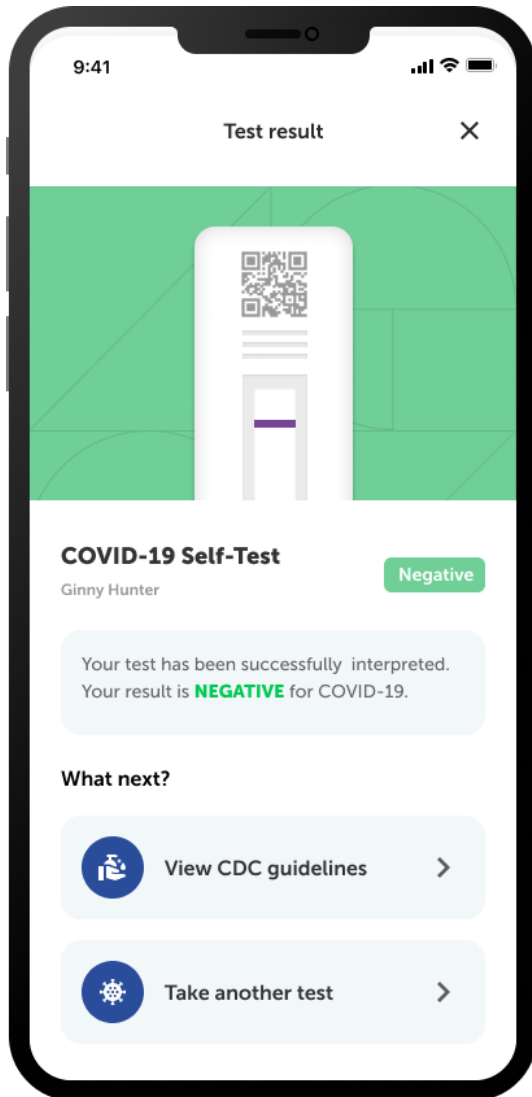 9:41
Test result
COVID-19 Self-Test
Negative
Ginny Hunter
Your test has been successfully interpreted.
Your result is NEGATIVE for COVID-19.
What next?
View CDC guidelines
Take another test